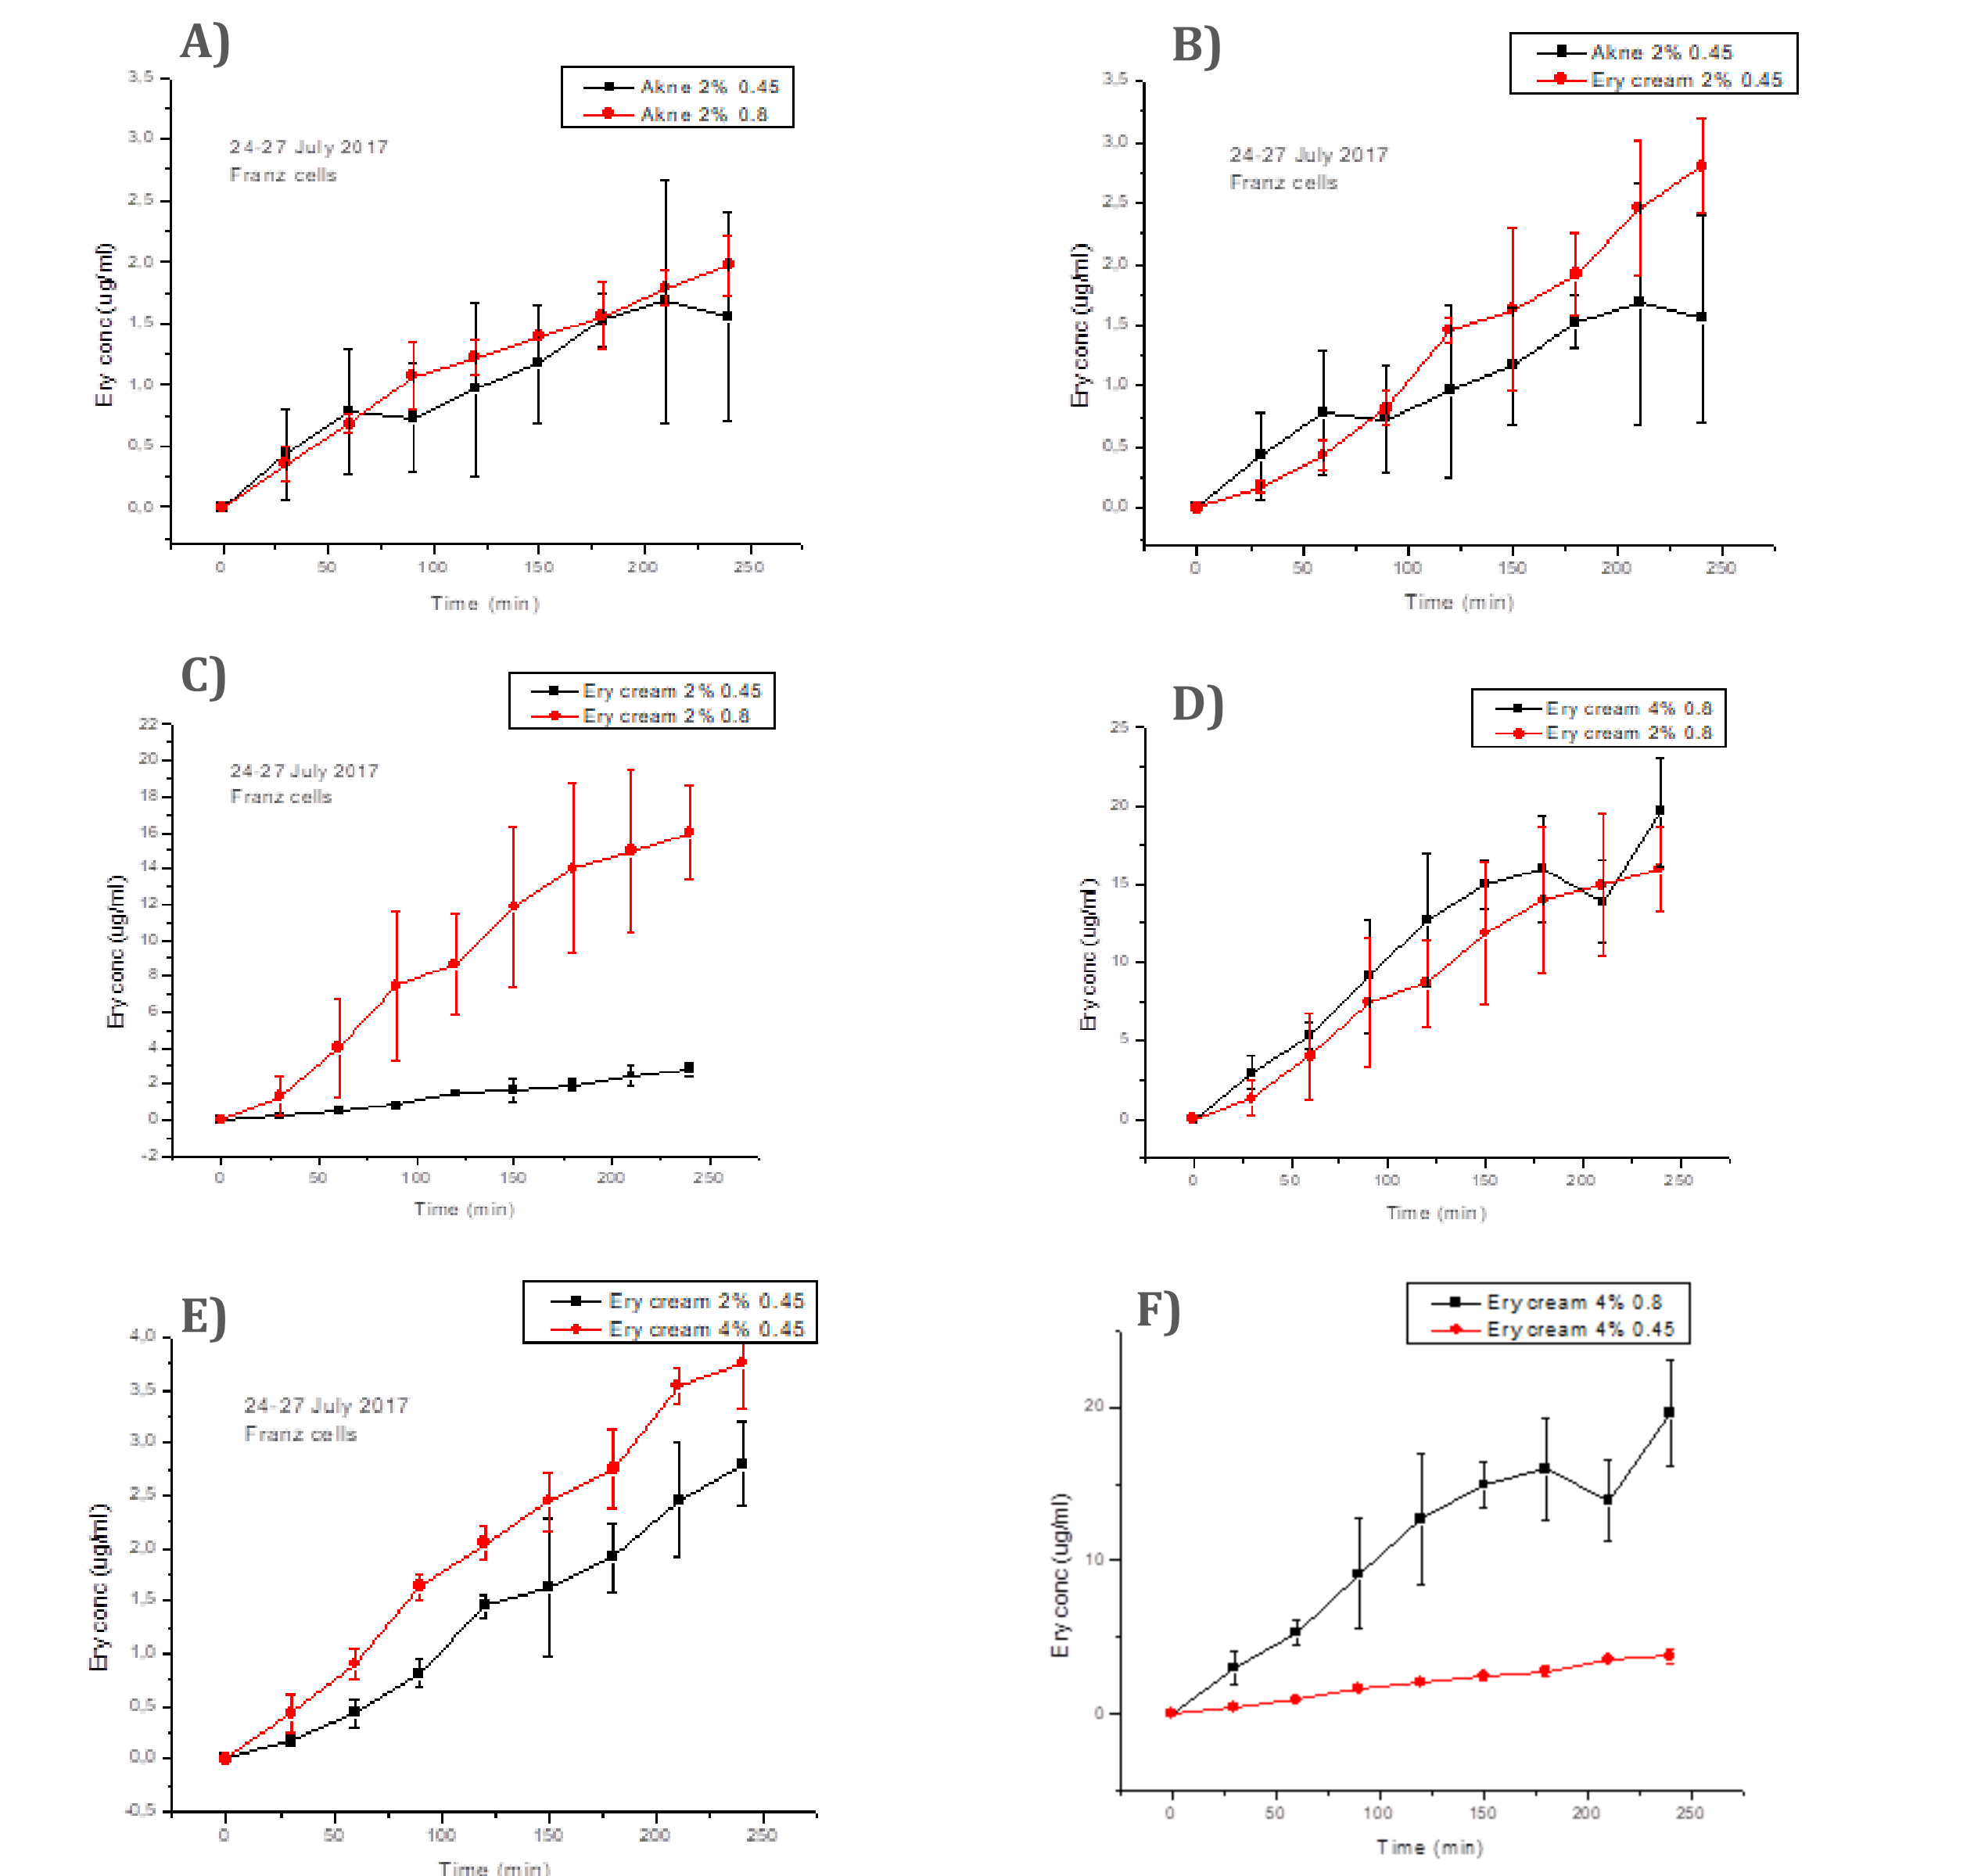 A)
Akne 2% 0.45
Akne 2% 0.8
24-27 July 2017
Franz cells
3,5
3,0
2,5
2,0
1,5
1,0
0,5
0,0
Ery conc (ug/ml)
0 50 100 150 200 250
Time (min)
B)
Akne 2% 0.45
Ery cream 2% 0.45
24-27 July 2017
Franz cells
3,5
3,0
2,5
2,0
1,5
1,0
0,5
0,0
Ery conc (ug/ml)
0 50 100 150 200 250
Time (min)
C)
Ery cream 2% 0.45
Ery cream 2% 0.8
24-27 July 2017
Franz cells
22
20
18
16
14
12
10
8
6
4
2
0
-2
Ery conc (ug/ml)
0 50 100 150 200 250
Time (min)
D)
Ery cream 4% 0.8
Ery cream 2% 0.8
25
20
15
10
5
0
Ery conc (ug/ml)
0 50 100 150 200 250
Time (min)
E)
Ery cream 2% 0.45
Ery cream 4% 0.45
24-27 July 2017
Franz cells
4,0
3,5
3,0
2,5
2,0
1,5
1,0
0,5
0,0
-0,5
Ery conc (ug/ml)
0 50 100 150 200 250
Time (min)
F)
Ery cream 4% 0.8
Ery cream 4% 0.45
20
10
0
Ery conc (ug/ml)
0 50 100 150 200 250
Time (min)